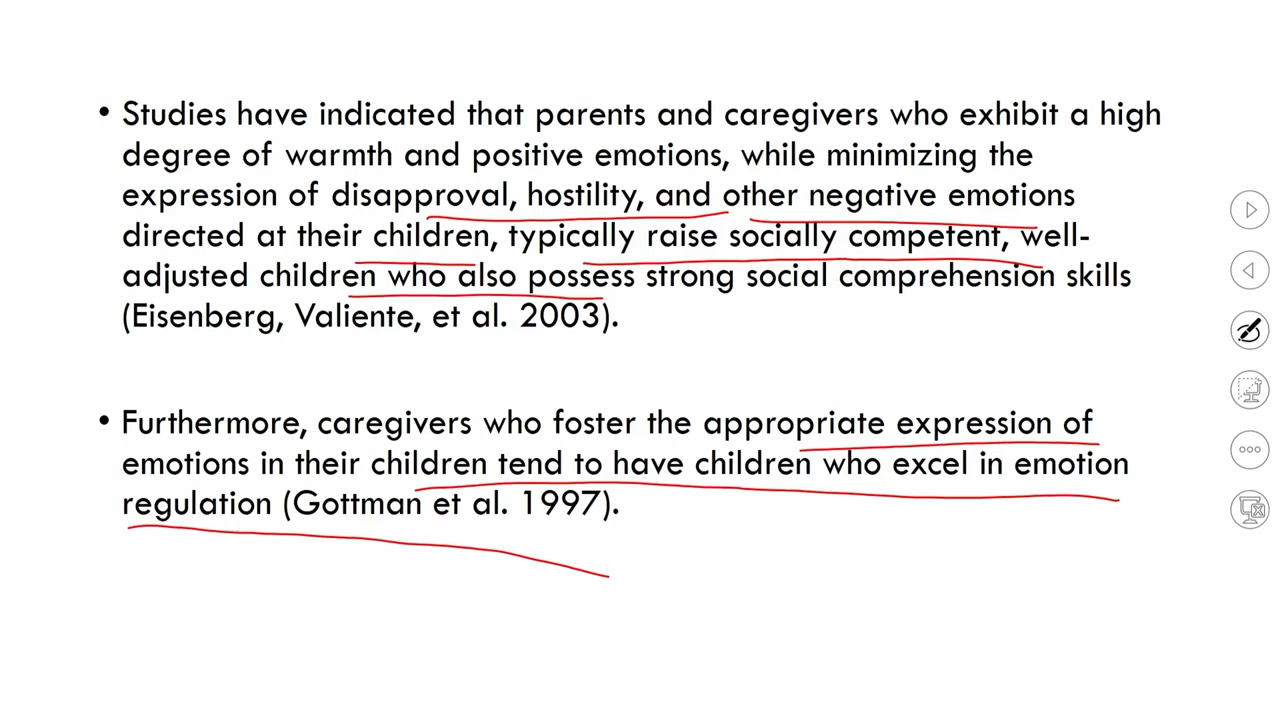 • Studies have indicated that parents and caregivers who exhibit a high
degree of warmth and positive emotions, while minimizing the
expression of disapproval, hostility, and other negative emotions
directed at their children, typically raise socially competent, well-
adjusted children who also possess strong social comprehension skills
(Eisenberg, Valiente, et al. 2003).
• Furthermore, caregivers who foster the appropriate expression of
emotions in their children tend to have children who excel in emotion
regulation (Gottman et al. 1997).